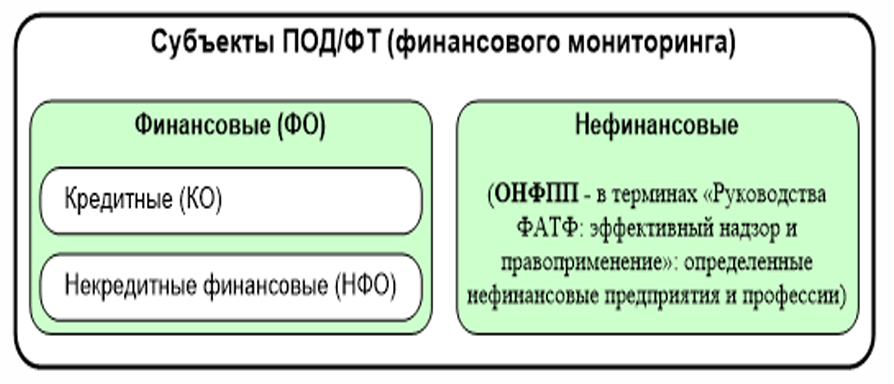 Субъекты ПОД/ФТ (финансового мониторинга)
Финансовые (ФО)
Кредитные (КО)
Некредитные финансовые (НФО)
Нефинансовые
(ОНФПП - в терминах «Руководства
ФАТФ: эффективный надзор и
правоприменение»: определенные
нефинансовые предприятия и профессии)